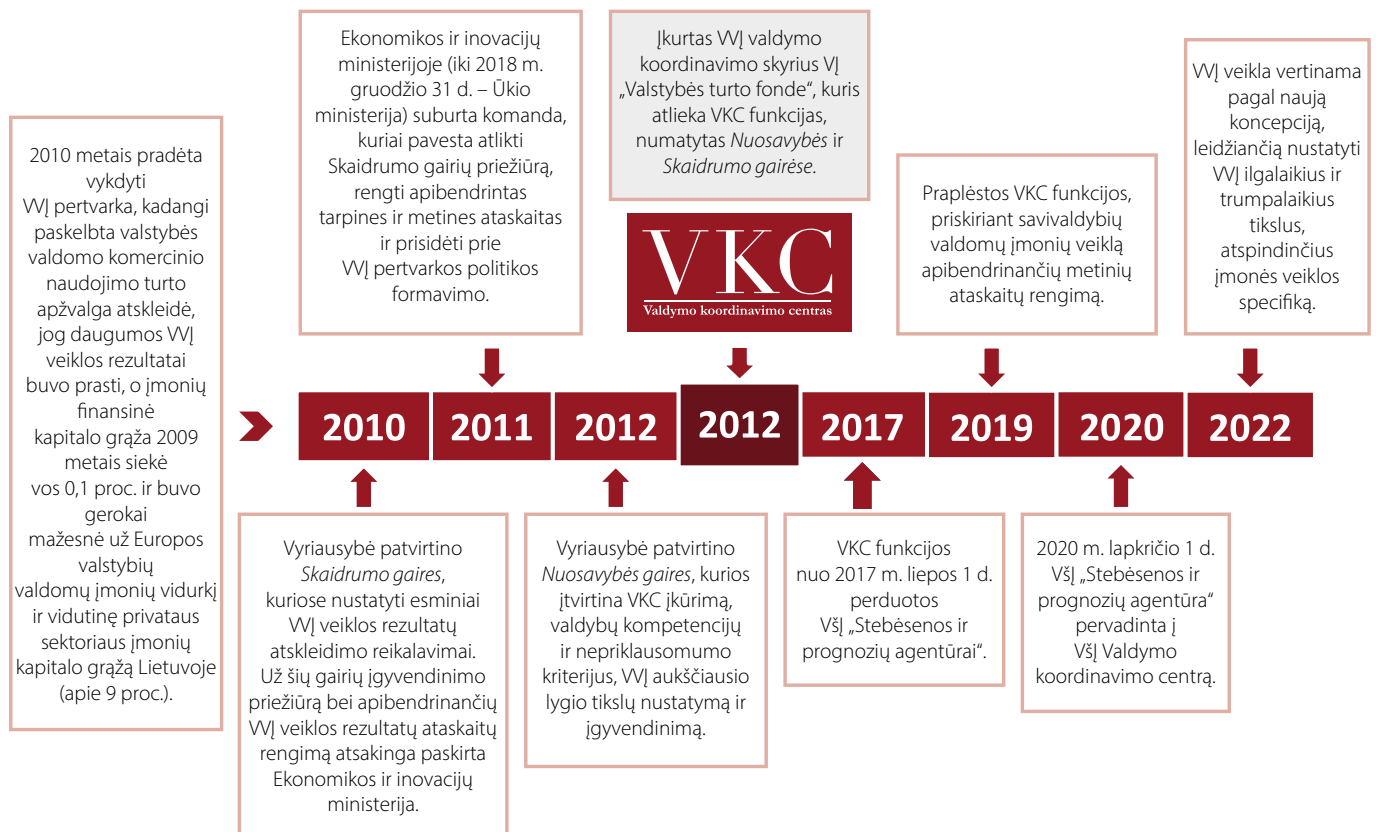 2010 metais pradėta
vykdyti
VVĮ pertvarka, kadangi
paskelbta valstybės
valdomo komercinio
naudojimo turto
apžvalga atskleidė,
jog daugumos VVĮ
veiklos rezultatai
buvo prasti, o įmonių
finansinė
kapitalo grąža 2009
metais siekė
vos 0,1 proc. ir buvo
gerokai
mažesnė už Europos
valstybių
valdomų įmonių vidurkį
ir vidutinę privataus
sektoriaus įmonių
kapitalo grąžą Lietuvoje
(apie 9 proc.).
Ekonomikos ir inovacijų
ministerijoje (iki 2018 m.
gruodžio 31 d. – Ūkio
ministerija) suburta komanda,
kuriai pavesta atlikti
Skaidrumo gairių priežiūrą,
rengti apibendrintas
tarpines ir metines ataskaitas
ir prisidėti prie
VVĮ pertvarkos politikos
formavimo.
Įkurtas VVĮ valdymo
koordinavimo skyrius VĮ
„Valstybės turto fonde“, kuris
atlieka VKC funkcijas,
numatytas Nuosavybės ir
Skaidrumo gairėse.
VKC
Valdymo koordinavimo centras
Praplėstos VKC funkcijos,
priskiriant savivaldybių
valdomų įmonių veiklą
apibendrinančių metinių
ataskaitų rengimą.
VVĮ veikla vertinama
pagal naują
koncepciją,
leidžiančią nustatyti
VVĮ ilgalaikius ir
trumpalaikius
tikslus,
atspindinčius
įmonės veiklos
specifiką.
2010 2011 2012 2012 2017 2019 2020 2022
Vyriausybė patvirtino
Skaidrumo gaires,
kuriose nustatyti esminiai
VVĮ veiklos rezultatų
atskleidimo reikalavimai.
Už šių gairių įgyvendinimo
priežiūrą bei apibendrinančių
VVĮ veiklos rezultatų ataskaitų
rengimą atsakinga paskirta
Ekonomikos ir inovacijų
ministerija.
Vyriausybė patvirtino
Nuosavybės gaires, kurios
įtvirtina VKC įkūrimą,
valdybų kompetencijų
ir nepriklausomumo
kriterijus, VVĮ aukščiausio
lygio tikslų nustatymą ir
įgyvendinimą.
VKC funkcijos
nuo 2017 m. liepos 1 d.
perduotos
VšĮ „Stebėsenos ir
prognozių agentūrai“.
2020 m. lapkričio 1 d.
VšĮ „Stebėsenos ir
prognozių agentūra“
pervadinta į
VšĮ Valdymo
koordinavimo centrą.